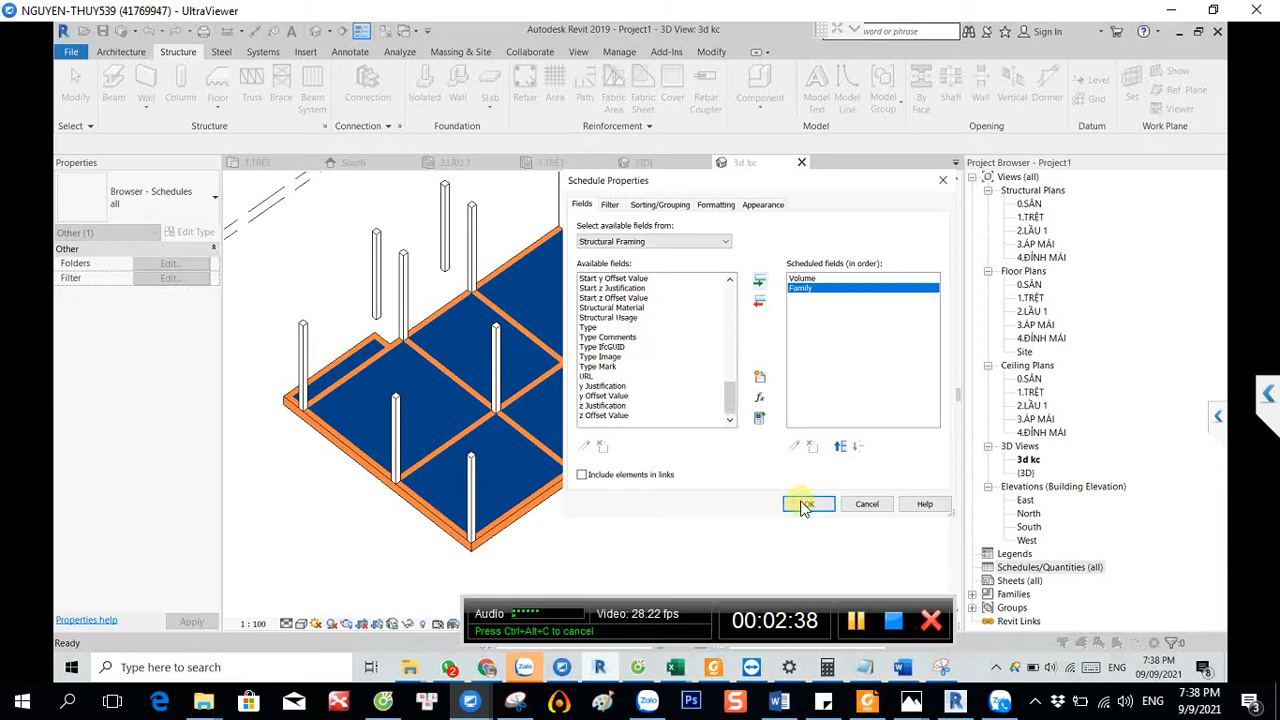 NGUYEN-THUY539 (41769947) - UltraViewer
Autodesk Revit 2019 - 3D View: 3d kc
word or phrase
Sign In
File Architecture Structure Steel Systems Insert Annotate Analyze Massing & Site Collaborate View Manage Add-Ins Modify
Modify Beam Wall Column Floor Truss Brace Beam System Connection Isolated Wall Slab Rebar Area Path Fabric Area Fabric Sheet Cover Rebar Coupler Component Model Text Model Line Model Group By Face Shaft Wall Vertical Dormer Level Grid Set Show Ref Plane Viewer
Select Structure Connection Foundation Reinforcement Model Opening Datum Work Plane
Properties
1.TRỆT South 2.LẦU 1 1.TRỆT {3D} 3d kc
Project Browser - Project1
Browser - Schedules
all
Other (1) Edit Type
Other
Folders Edit...
Filter Edit...
Properties help Apply
Schedule Properties
Fields Filter Sorting/Grouping Formatting Appearance
Select available fields from:
Structural Framing
Available fields:
Start y Offset Value
Start z Justification
Start z Offset Value
Structural Material
Structural Usage
Type
Type Comments
Type IfcGUID
Type Image
Type Mark
URL
y Justification
y Offset Value
z Justification
z Offset Value
Scheduled fields (in order):
Volume
Family
Include elements in links
OK Cancel Help
Views (all)
Structural Plans
0.SÂN
1.TRỆT
2.LẦU 1
3.ÁP MÁI
4.ĐỈNH MÁI
Floor Plans
0.SÂN
1.TRỆT
2.LẦU 1
3.ÁP MÁI
4.ĐỈNH MÁI
Site
Ceiling Plans
0.SÂN
1.TRỆT
2.LẦU 1
3.ÁP MÁI
4.ĐỈNH MÁI
3D Views
3d kc
{3D}
Elevations (Building Elevation)
East
North
South
West
Legends
Schedules/Quantities (all)
Sheets (all)
Families
Groups
Revit Links
1 : 100
Audio Video: 28.22 fps 00:02:38
Press Ctrl+Alt+C to cancel
Ready
:0
Type here to search
ENG 7:38 PM
09/09/2021
8
ENG 7:38 PM
9/9/2021
3